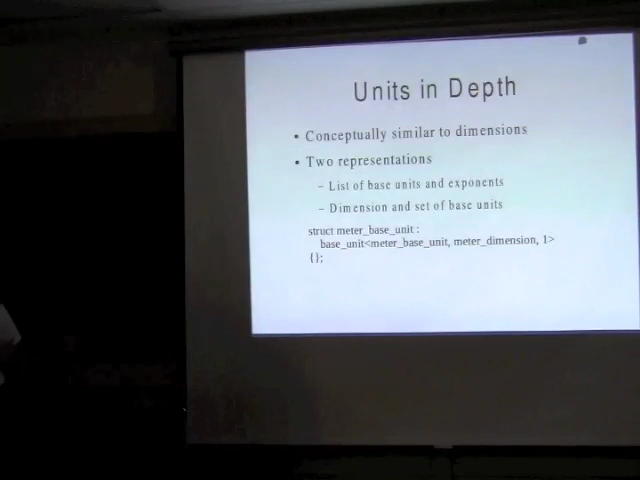 Units in Depth
• Conceptually similar to dimensions
• Two representations
– List of base units and exponents
– Dimension and set of base units
struct meter_base_unit :
base_unit<meter_base_unit, meter_dimension, 1>
{};